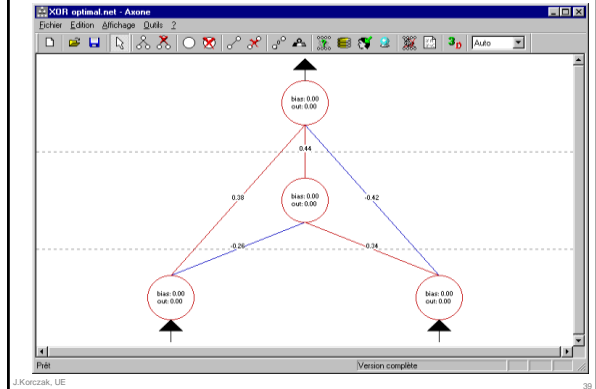 XOR optimal.net - Axone
Fichier Edition Affichage Outils ?
3D Auto
bias: 0.00
out: 0.00
0.44
0.38
-0.42
bias: 0.00
out: 0.00
-0.26
0.34
bias: 0.00
out: 0.00
bias: 0.00
out: 0.00
Prêt Version complète
J.Korczak, UE 39